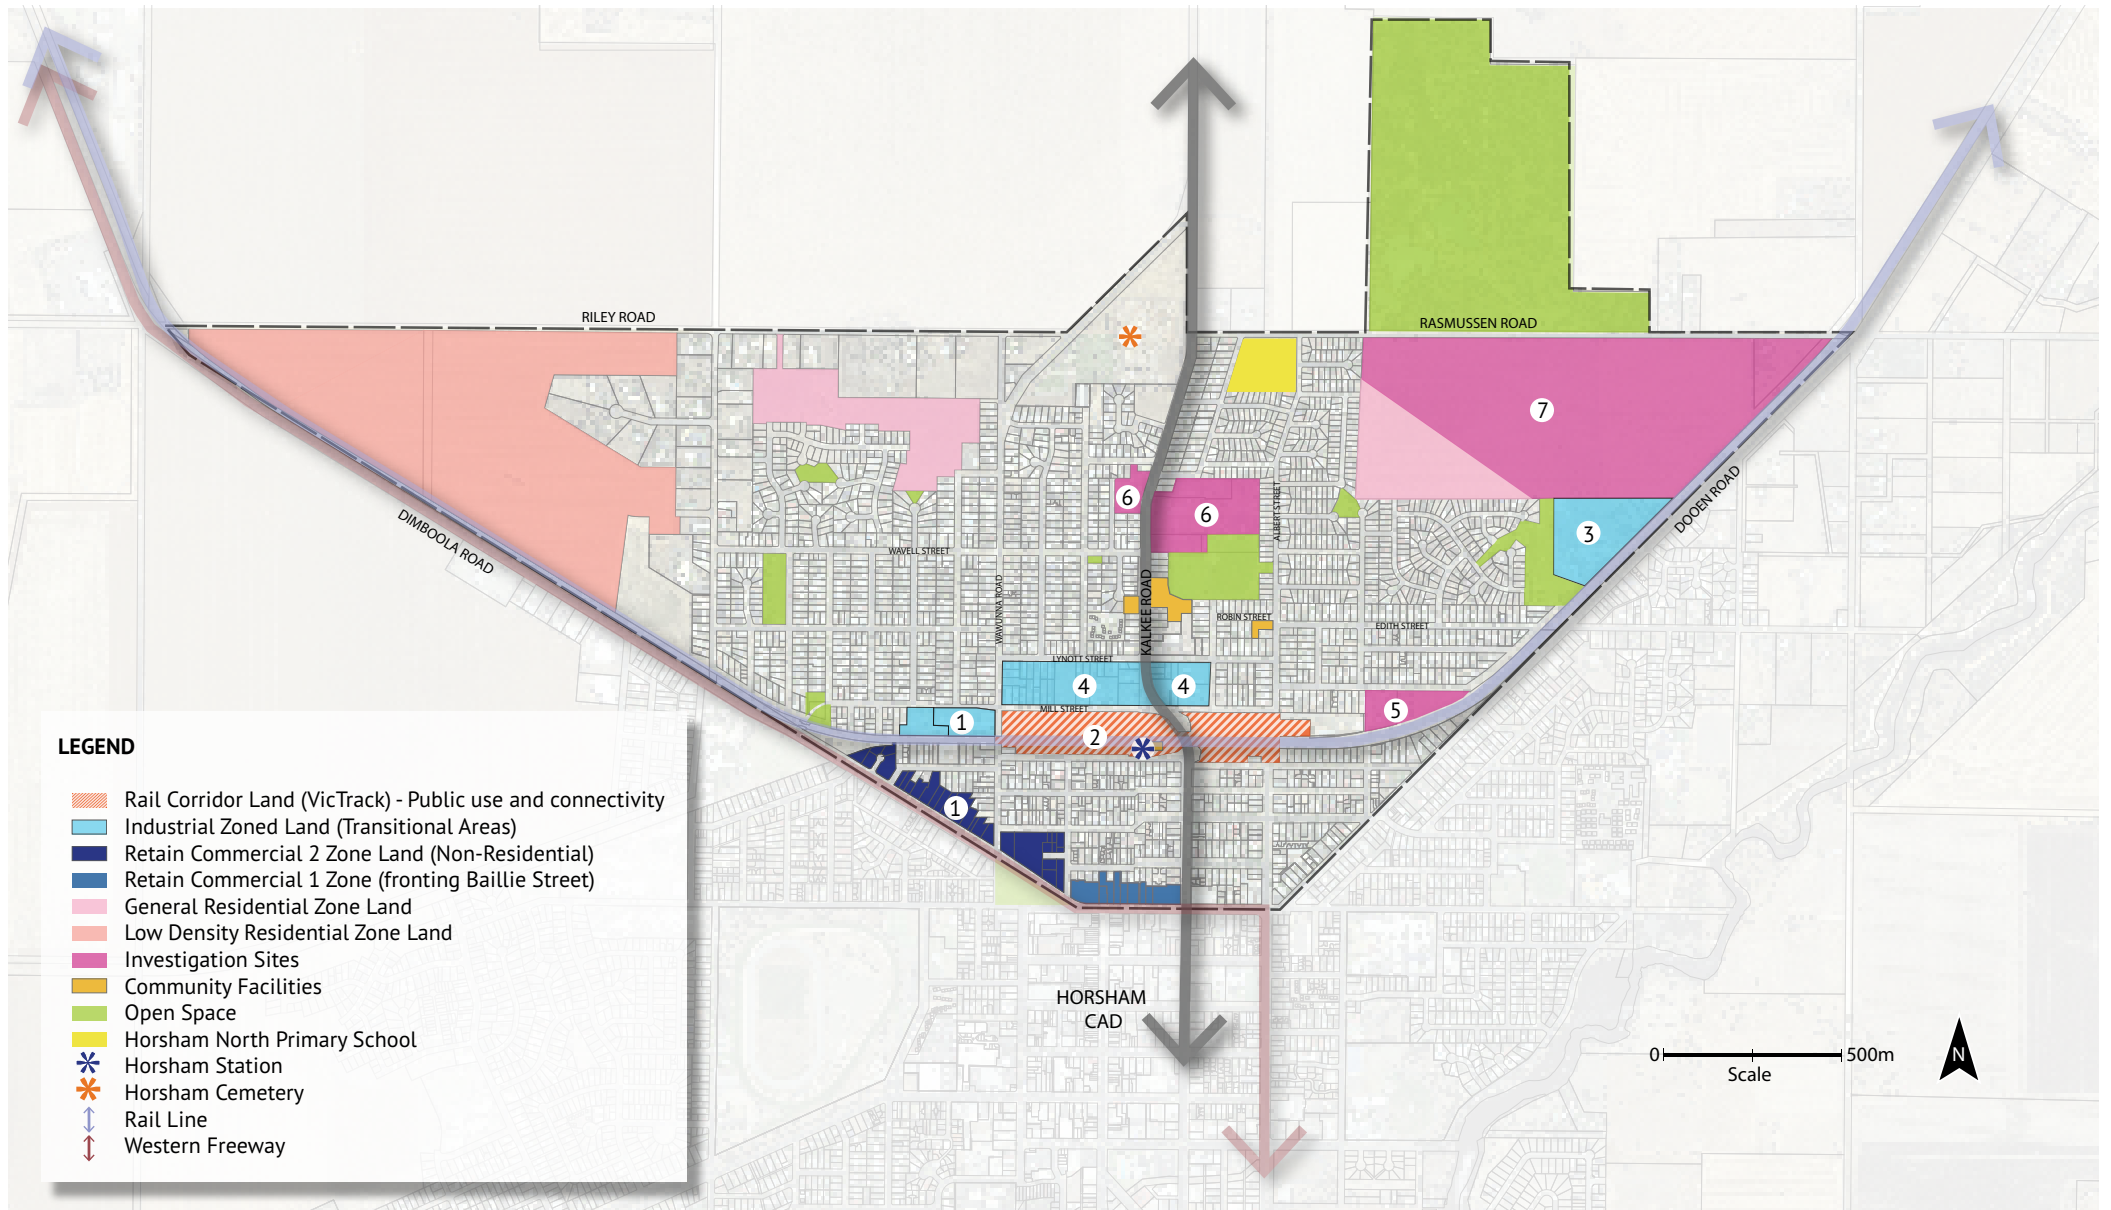 RILEY ROAD
RASMUSSEN ROAD
7
6
6
ALBERT STREET
3
DOOEN ROAD
DIMBOOLA ROAD
WAVELL STREET
WAWUNNA ROAD
KALKEE ROAD
ROBIN STREET
EDITH STREET
LYNOTT STREET
4
4
MILL STREET
5
1
2
1
HORSHAM
CAD
LEGEND
Rail Corridor Land (VicTrack) - Public use and connectivity
Industrial Zoned Land (Transitional Areas)
Retain Commercial 2 Zone Land (Non-Residential)
Retain Commercial 1 Zone (fronting Baillie Street)
General Residential Zone Land
Low Density Residential Zone Land
Investigation Sites
Community Facilities
Open Space
Horsham North Primary School
Horsham Station
Horsham Cemetery
Rail Line
Western Freeway
0
500m
Scale
N